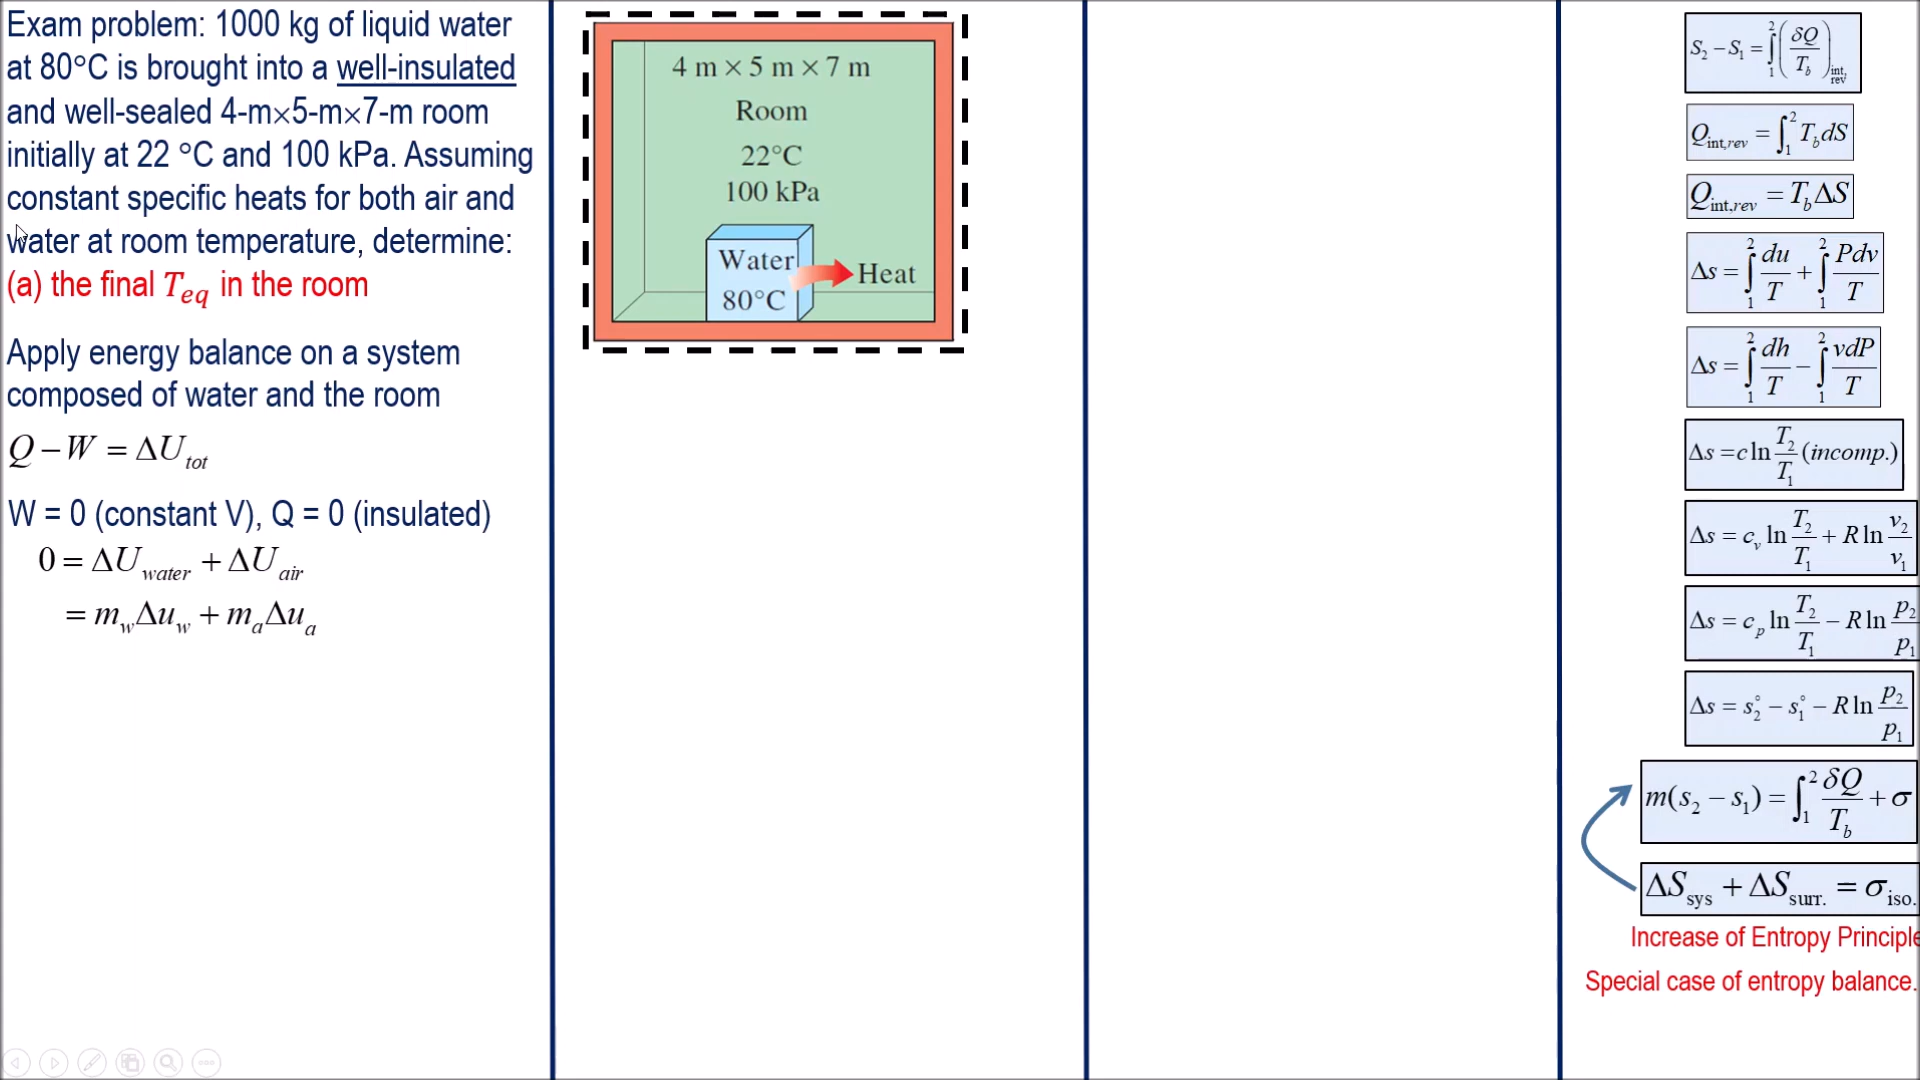 Exam problem: 1000 kg of liquid water
at 80°C is brought into a well-insulated
and well-sealed 4-m×5-m×7-m room
initially at 22 °C and 100 kPa. Assuming
constant specific heats for both air and
water at room temperature, determine:
(a) the final T_eq in the room
Apply energy balance on a system
composed of water and the room
Q − W = ΔU_tot
W = 0 (constant V), Q = 0 (insulated)
0 = ΔU_water + ΔU_air
= m_w Δu_w + m_a Δu_a
4 m × 5 m × 7 m
Room
22°C
100 kPa
Water
80°C
Heat
S_2 − S_1 = ∫_1^2 (δQ / T_b)_int, rev
Q_int,rev = ∫_1^2 T_b dS
Q_int,rev = T_b ΔS
Δs = ∫_1^2 du / T + ∫_1^2 Pdv / T
Δs = ∫_1^2 dh / T − ∫_1^2 vdP / T
Δs = c ln T_2 / T_1 (incomp.)
Δs = c_v ln T_2 / T_1 + R ln v_2 / v_1
Δs = c_p ln T_2 / T_1 − R ln p_2 / p_1
Δs = s_2° − s_1° − R ln p_2 / p_1
m(s_2 − s_1) = ∫_1^2 δQ / T_b + σ
ΔS_sys + ΔS_surr. = σ_iso.
Increase of Entropy Principle
Special case of entropy balance.